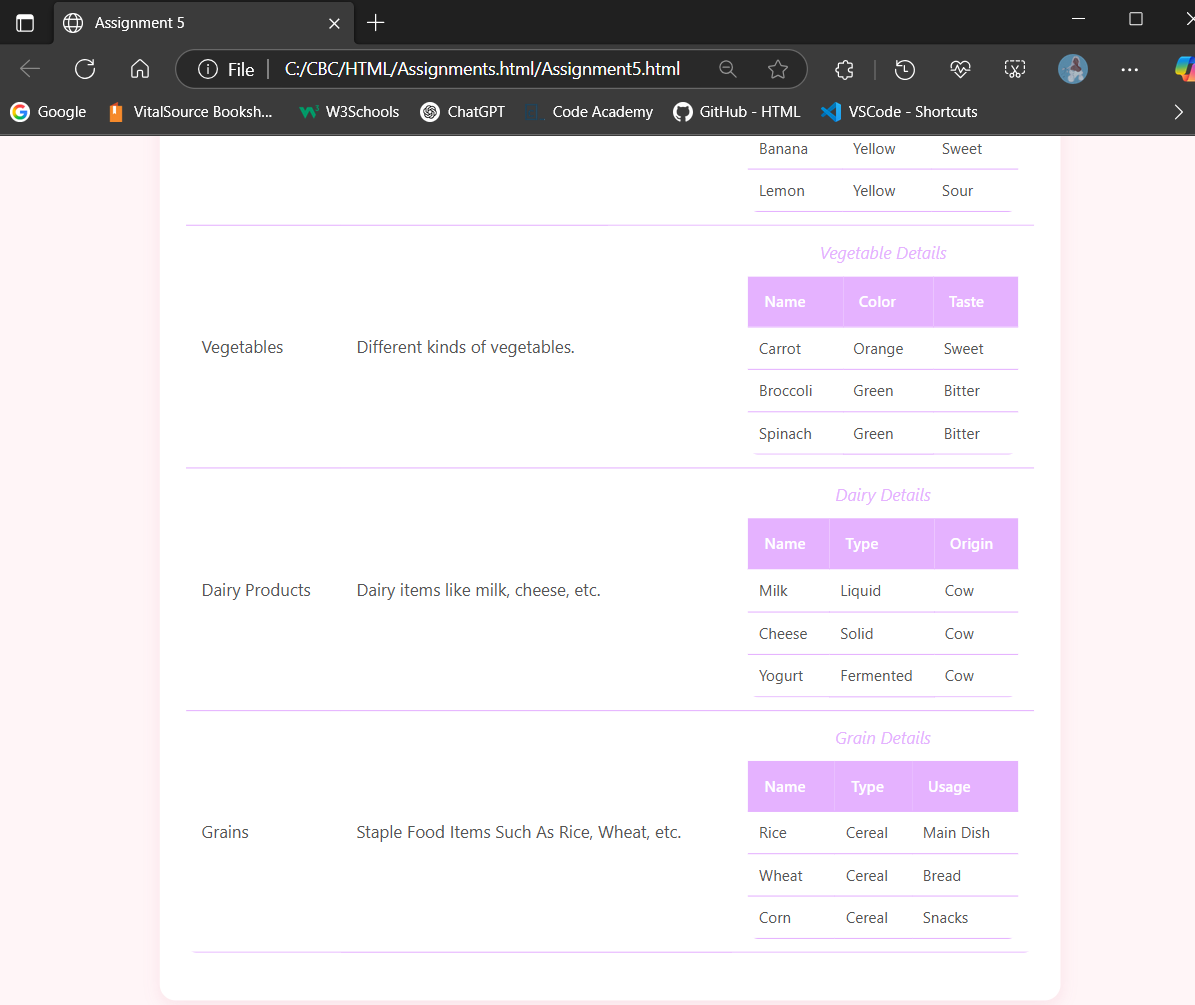 Assignment 5
File C:/CBC/HTML/Assignments.html/Assignment5.html
Google VitalSource Booksh... W3Schools ChatGPT Code Academy GitHub - HTML VSCode - Shortcuts
Banana Yellow Sweet
Lemon Yellow Sour
Vegetable Details
Name Color Taste
Vegetables Different kinds of vegetables. Carrot Orange Sweet
Broccoli Green Bitter
Spinach Green Bitter
Dairy Details
Name Type Origin
Dairy Products Dairy items like milk, cheese, etc. Milk Liquid Cow
Cheese Solid Cow
Yogurt Fermented Cow
Grain Details
Name Type Usage
Grains Staple Food Items Such As Rice, Wheat, etc. Rice Cereal Main Dish
Wheat Cereal Bread
Corn Cereal Snacks